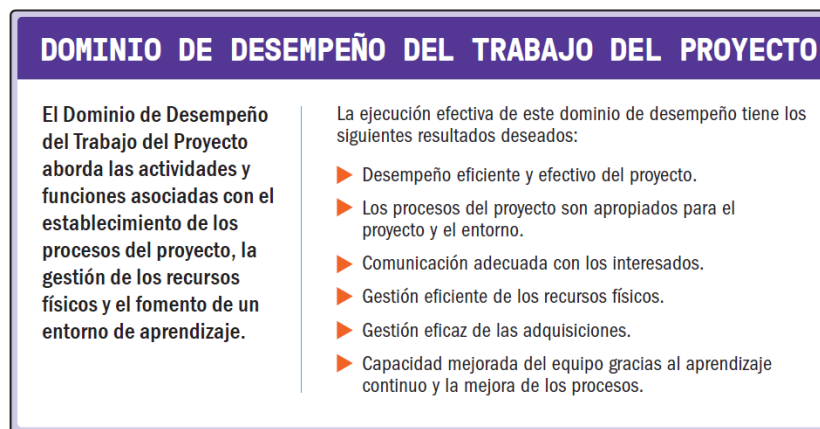 DOMINIO DE DESEMPEÑO DEL TRABAJO DEL PROYECTO
El Dominio de Desempeño
del Trabajo del Proyecto
aborda las actividades y
funciones asociadas con el
establecimiento de los
procesos del proyecto, la
gestión de los recursos
físicos y el fomento de un
entorno de aprendizaje.
La ejecución efectiva de este dominio de desempeño tiene los
siguientes resultados deseados:
Desempeño eficiente y efectivo del proyecto.
Los procesos del proyecto son apropiados para el
proyecto y el entorno.
Comunicación adecuada con los interesados.
Gestión eficiente de los recursos físicos.
Gestión eficaz de las adquisiciones.
Capacidad mejorada del equipo gracias al aprendizaje
continuo y la mejora de los procesos.